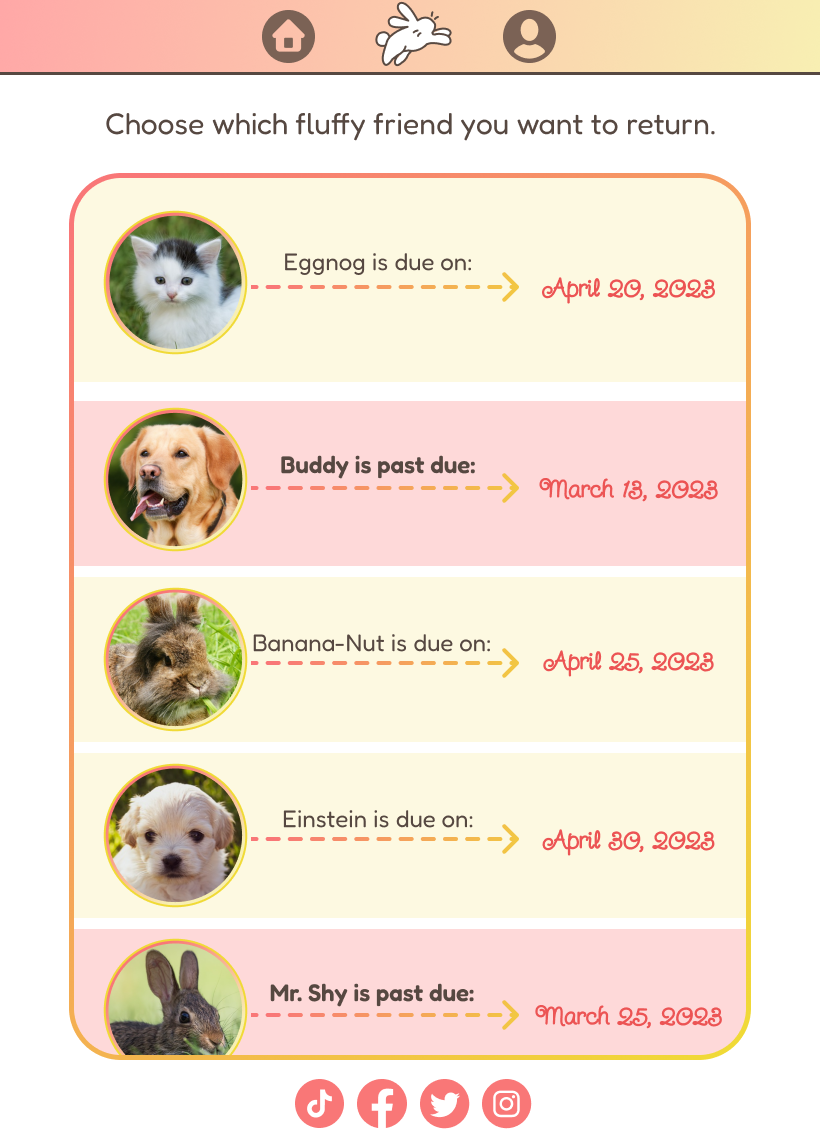 Choose which fluffy friend you want to return.
Eggnog is due on:
April 20, 2023
Buddy is past due:
March 13, 2023
Banana-Nut is due on:
April 25, 2023
Einstein is due on:
April 30, 2023
Mr. Shy is past due:
March 25, 2023